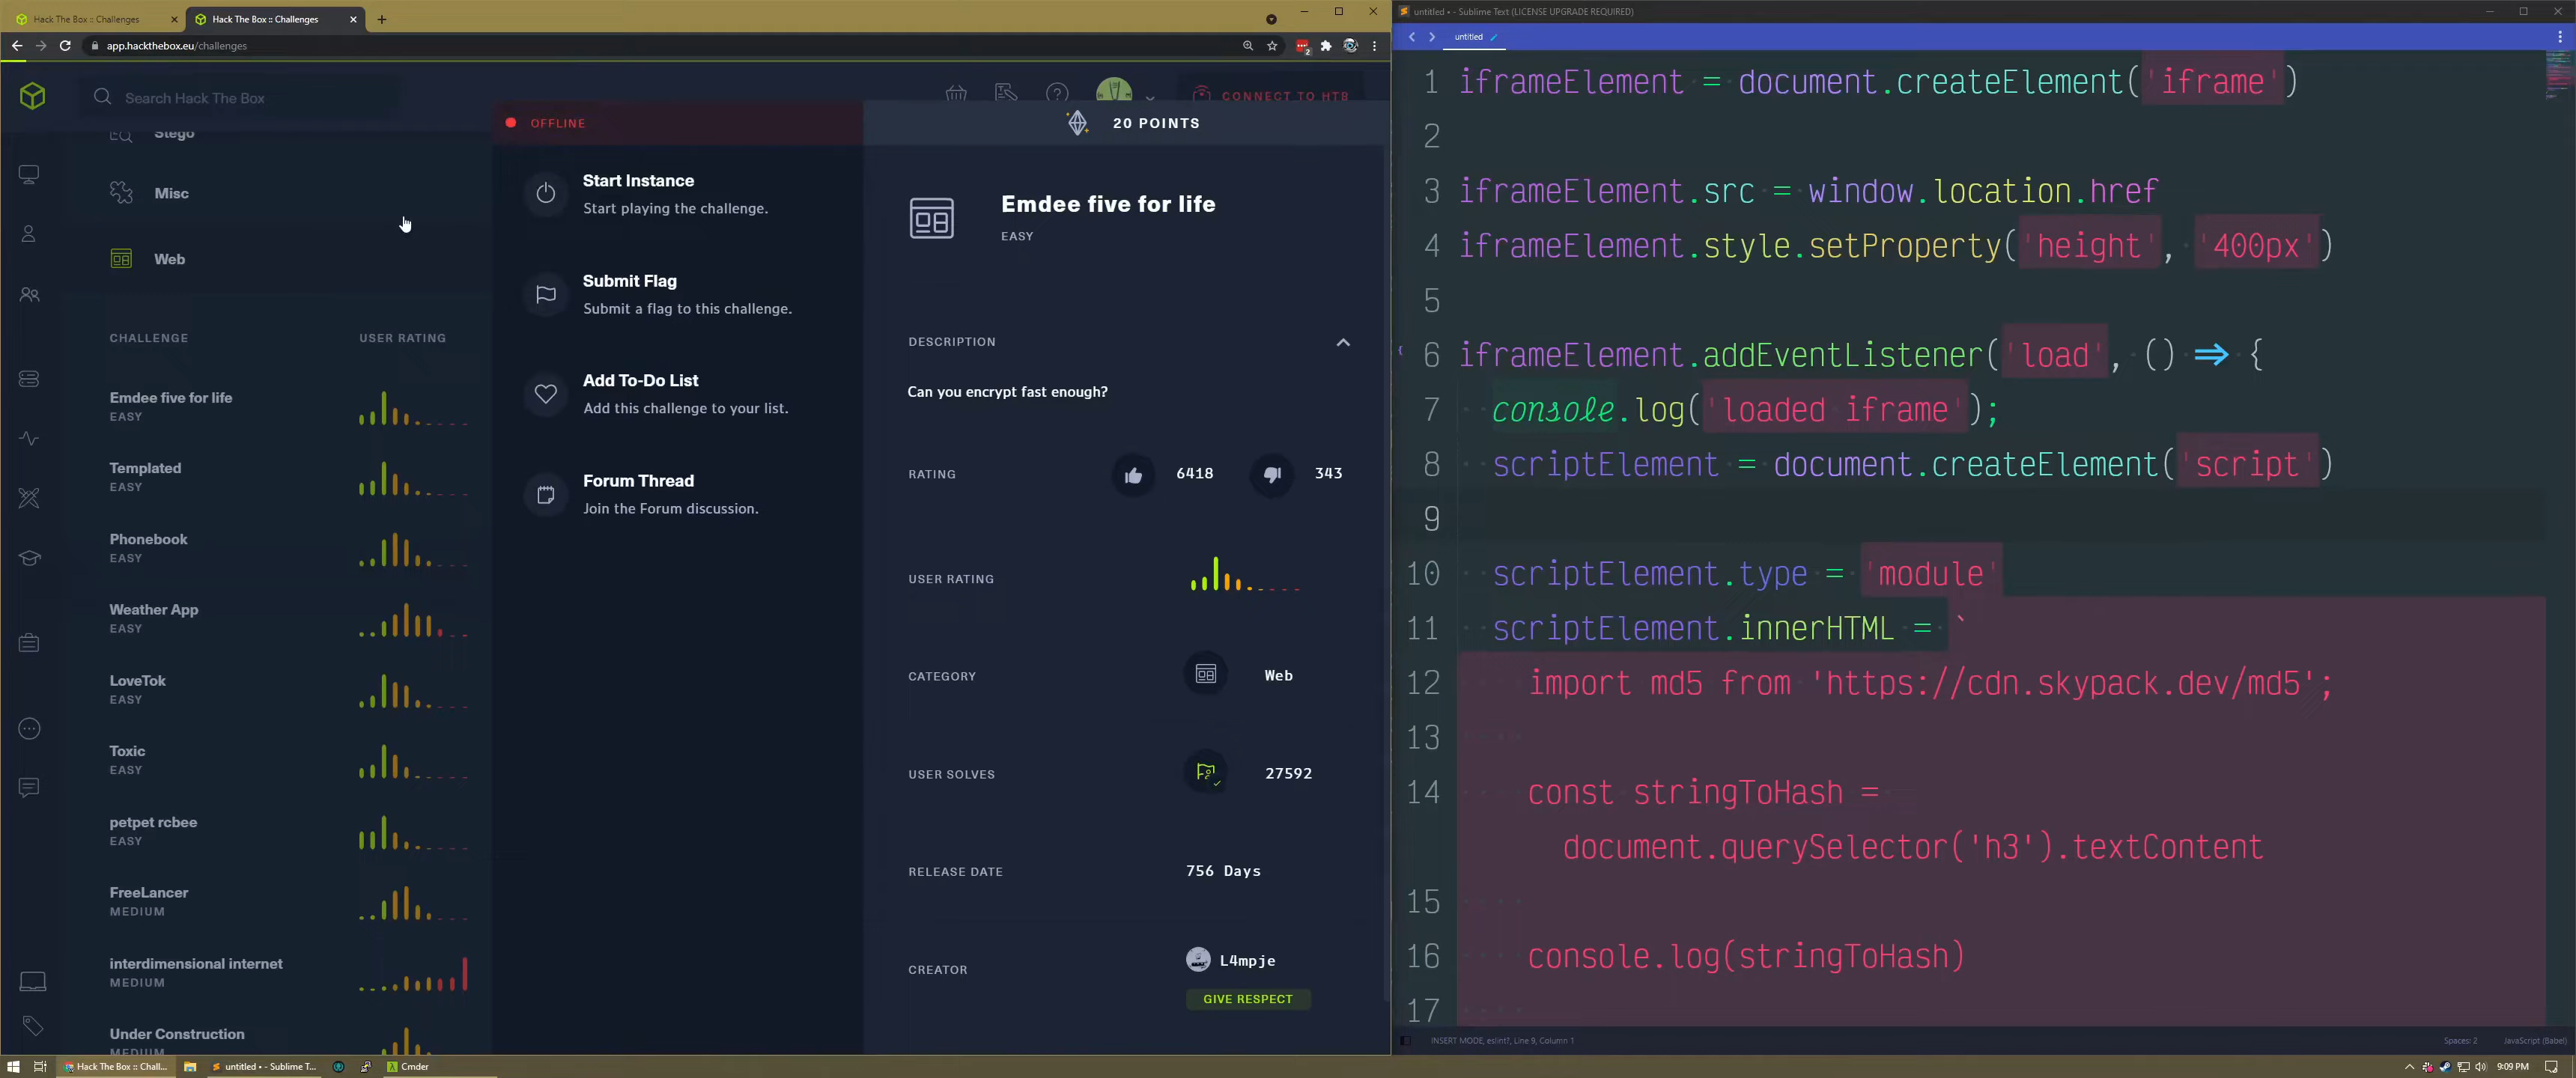 Hack The Box :: Challenges
Hack The Box :: Challenges
app.hackthebox.eu/challenges
Search Hack The Box
CONNECT TO HTB
Stego
Misc
Web
CHALLENGE USER RATING
Emdee five for life
EASY
Templated
EASY
Phonebook
EASY
Weather App
EASY
LoveTok
EASY
Toxic
EASY
petpet rcbee
EASY
FreeLancer
MEDIUM
interdimensional internet
MEDIUM
Under Construction
MEDIUM
OFFLINE
Start Instance
Start playing the challenge.
Submit Flag
Submit a flag to this challenge.
Add To-Do List
Add this challenge to your list.
Forum Thread
Join the Forum discussion.
20 POINTS
Emdee five for life
EASY
DESCRIPTION
Can you encrypt fast enough?
RATING 6418 343
USER RATING
CATEGORY Web
USER SOLVES 27592
RELEASE DATE 756 Days
CREATOR L4mpje
GIVE RESPECT
untitled • - Sublime Text (LICENSE UPGRADE REQUIRED)
untitled
1 iframeElement = document.createElement('iframe')
2
3 iframeElement.src = window.location.href
4 iframeElement.style.setProperty('height', '400px')
5
6 iframeElement.addEventListener('load', () => {
7 console.log('loaded iframe');
8 scriptElement = document.createElement('script')
9
10 scriptElement.type = 'module'
11 scriptElement.innerHTML = `
12 import md5 from 'https://cdn.skypack.dev/md5';
13
14 const stringToHash =
document.querySelector('h3').textContent
15
16 console.log(stringToHash)
17
INSERT MODE, eslint?, Line 9, Column 1 Spaces: 2 JavaScript (Babel)
Hack The Box :: Chall... untitled • - Sublime T... Cmder 9:09 PM